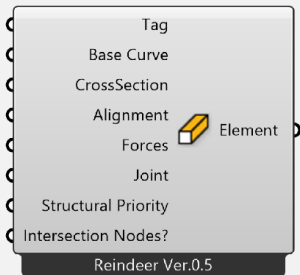 Tag
Base Curve
CrossSection
Alignment
Element
Forces
Joint
Structural Priority
Intersection Nodes?
Reindeer Ver.0.5